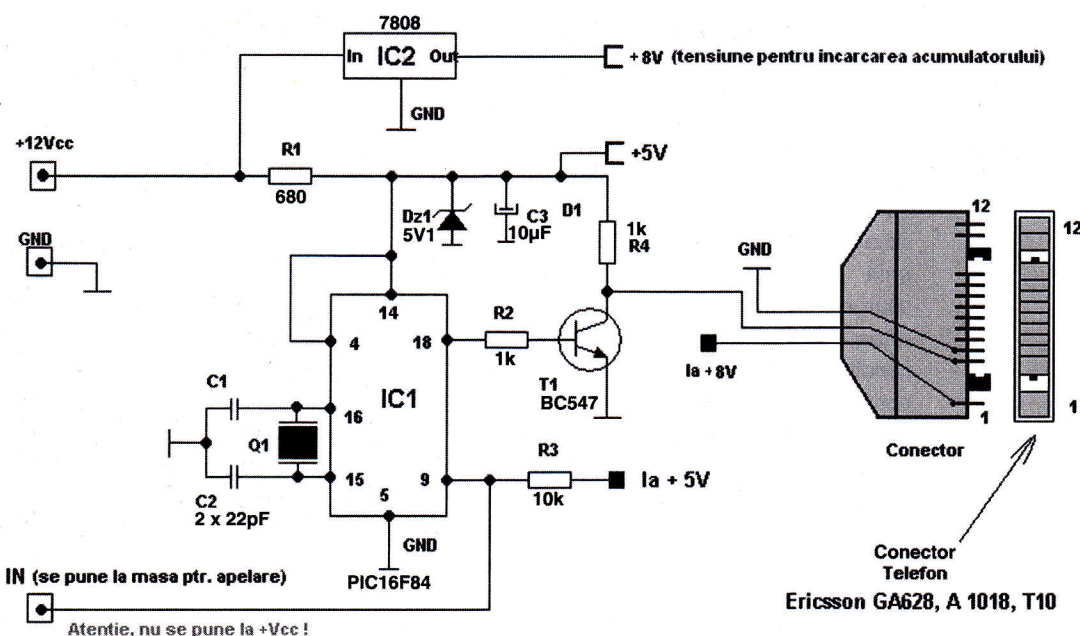 7808
In IC2 Out
+8V (tensiune pentru incarcarea acumulatorului)
GND
+12Vcc
R1
680
+5V
Dz1
5V1
C3
10µF
D1
1k
R4
GND
12
12
GND
14
4
18
R2
1k
T1
BC547
Ia +8V
IC1
C1
16
Q1
15
C2
2 x 22pF
5
9
R3
10k
Ia + 5V
1
1
Conector
GND
PIC16F84
Conector
Telefon
Ericsson GA628, A 1018, T10
IN (se pune la masa ptr. apelare)
Atentie, nu se pune la +Vcc !